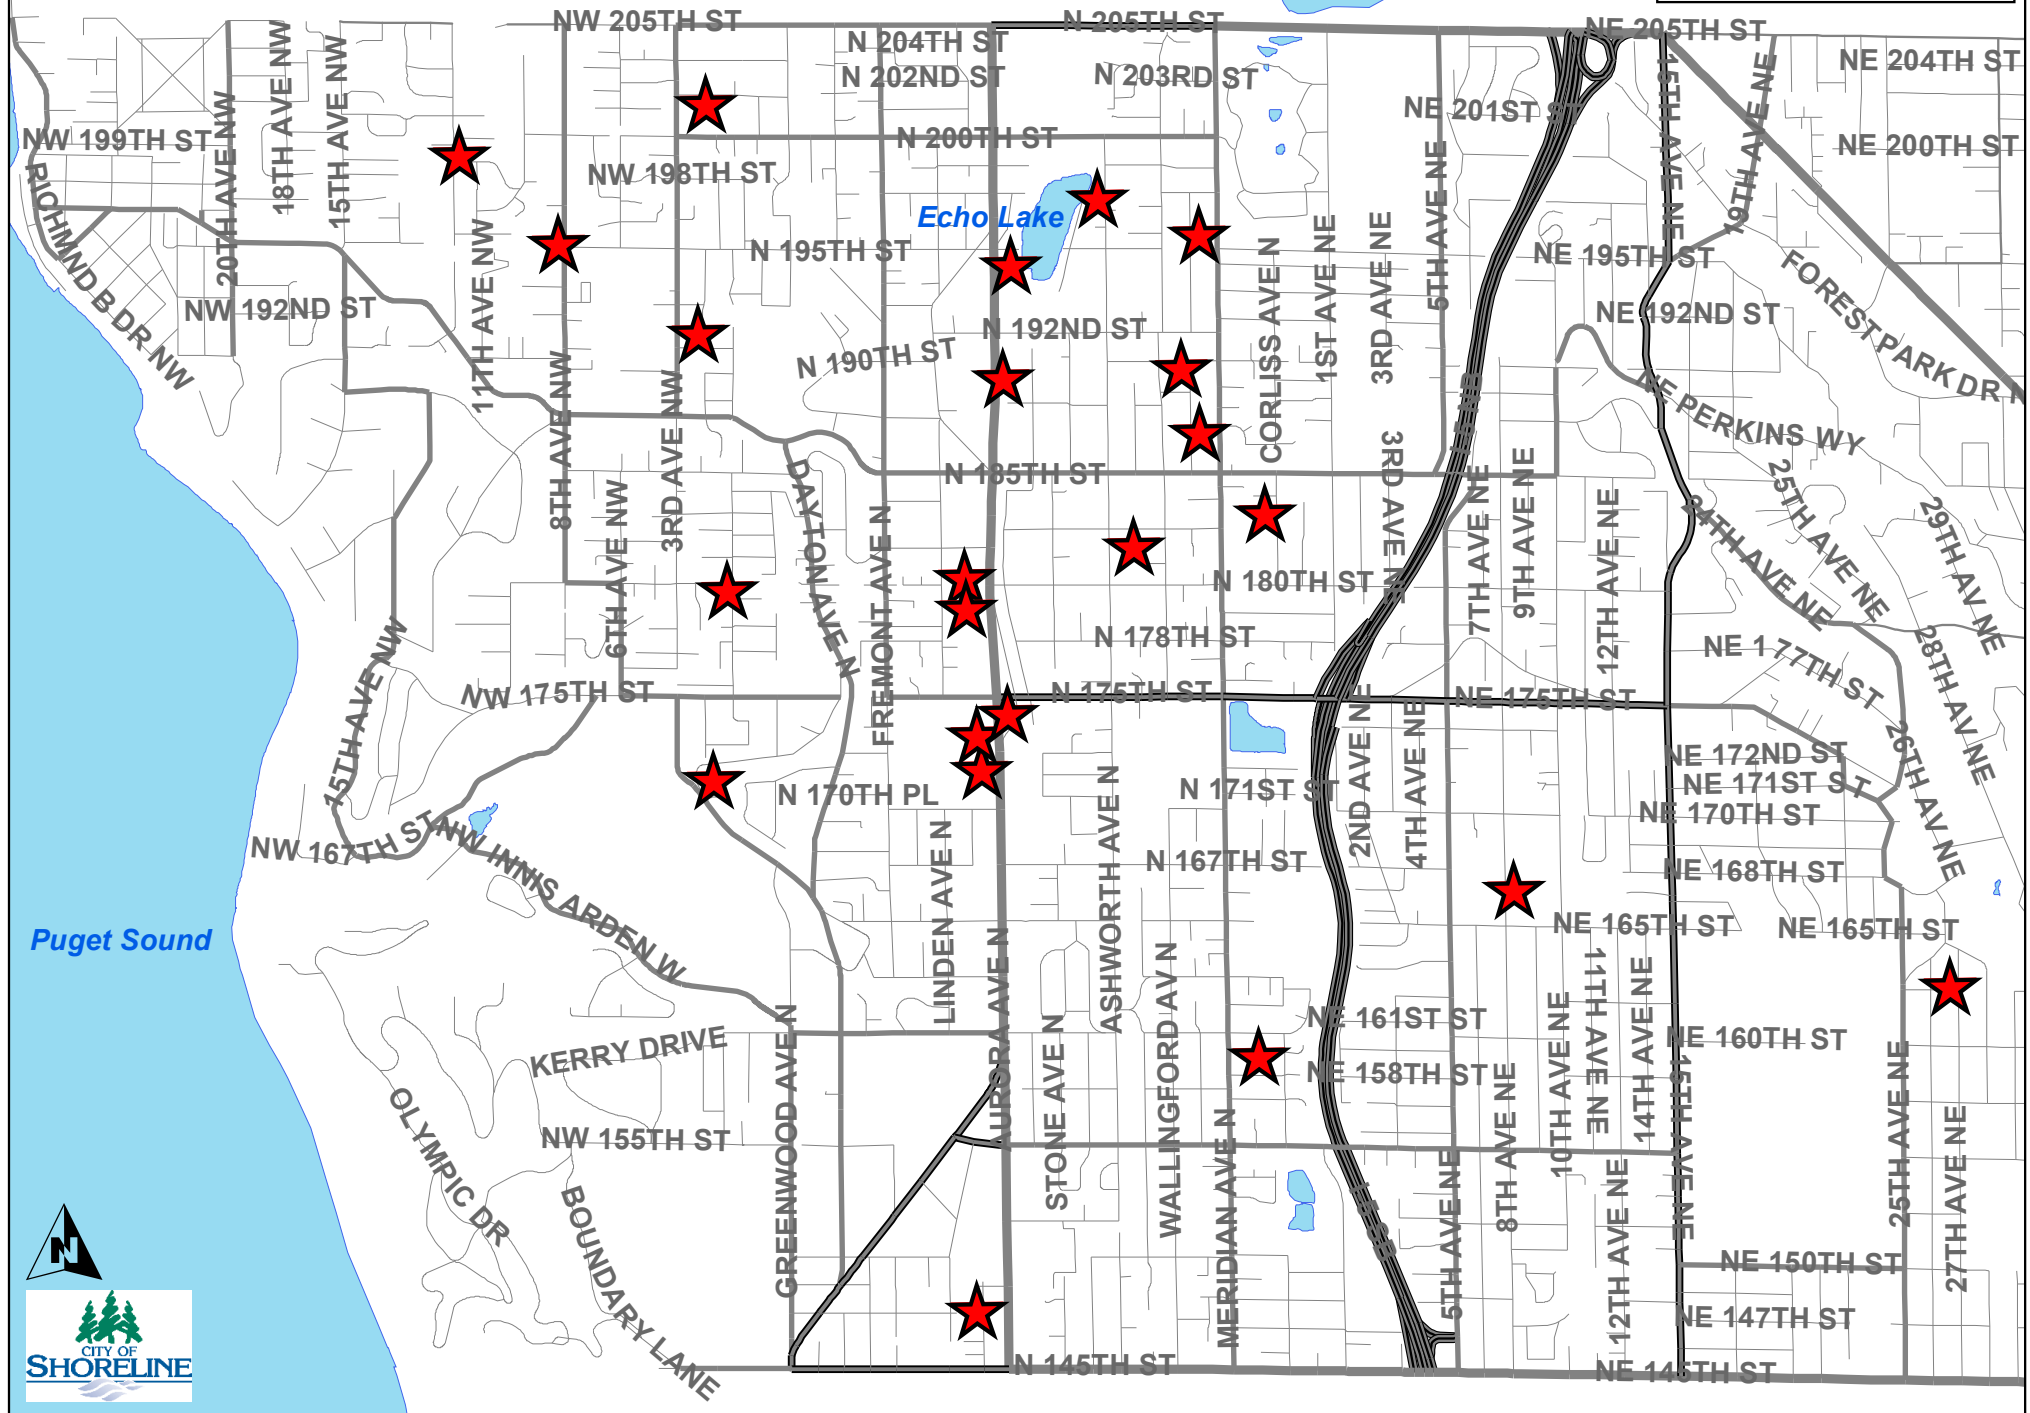 NW 205TH ST
N 205TH ST
NE 205TH ST
N 204TH ST
NE 204TH ST
N 202ND ST
N 203RD ST
NE 201ST ST
NW 199TH ST
N 200TH ST
NE 200TH ST
20TH AVE NW
18TH AVE NW
15TH AVE NW
NW 198TH ST
15TH AVE NE
19TH AVE NE
RICHMND B DR NW
Echo Lake
N 195TH ST
NE 195TH ST
5TH AVE NE
CORLISS AVE N
1ST AVE NE
3RD AVE NE
FOREST PARK DR N
NW 192ND ST
11TH AVE NW
N 192ND ST
NE 192ND ST
N 190TH ST
NE PERKINS WY
8TH AVE NW
3RD AVE NW
N 185TH ST
DAYTON AVE N
3RD AVE NE
7TH AVE NE
9TH AVE NE
12TH AVE NE
24TH AVE NE
25TH AVE NE
29TH AV NE
6TH AVE NW
FREMONT AVE N
N 180TH ST
N 178TH ST
NE 177TH ST
28TH AV NE
15TH AVE NW
NW 175TH ST
N 175TH ST
NE 175TH ST
2ND AVE NE
4TH AVE NE
NE 172ND ST
NE 171ST ST
26TH AV NE
N 170TH PL
N 171ST ST
NE 170TH ST
NW 167TH ST
NW INNIS ARDEN W
LINDEN AVE N
ASHWORTH AVE N
N 167TH ST
NE 168TH ST
Puget Sound
NE 165TH ST
NE 165TH ST
AURORA AVE N
WALLINGFORD AV N
11TH AVE NE
14TH AVE NE
10TH AVE NE
NE 161ST ST
NE 160TH ST
KERRY DRIVE
GREENWOOD AVE N
STONE AVE N
NE 158TH ST
8TH AVE NE
15TH AVE NE
25TH AVE NE
27TH AVE NE
OLYMPIC DR
NW 155TH ST
MERIDIAN AVE N
5TH AVE NE
12TH AVE NE
BOUNDARY LANE
N
NE 150TH ST
NE 147TH ST
CITY OF
SHORELINE
N 145TH ST
NE 145TH ST